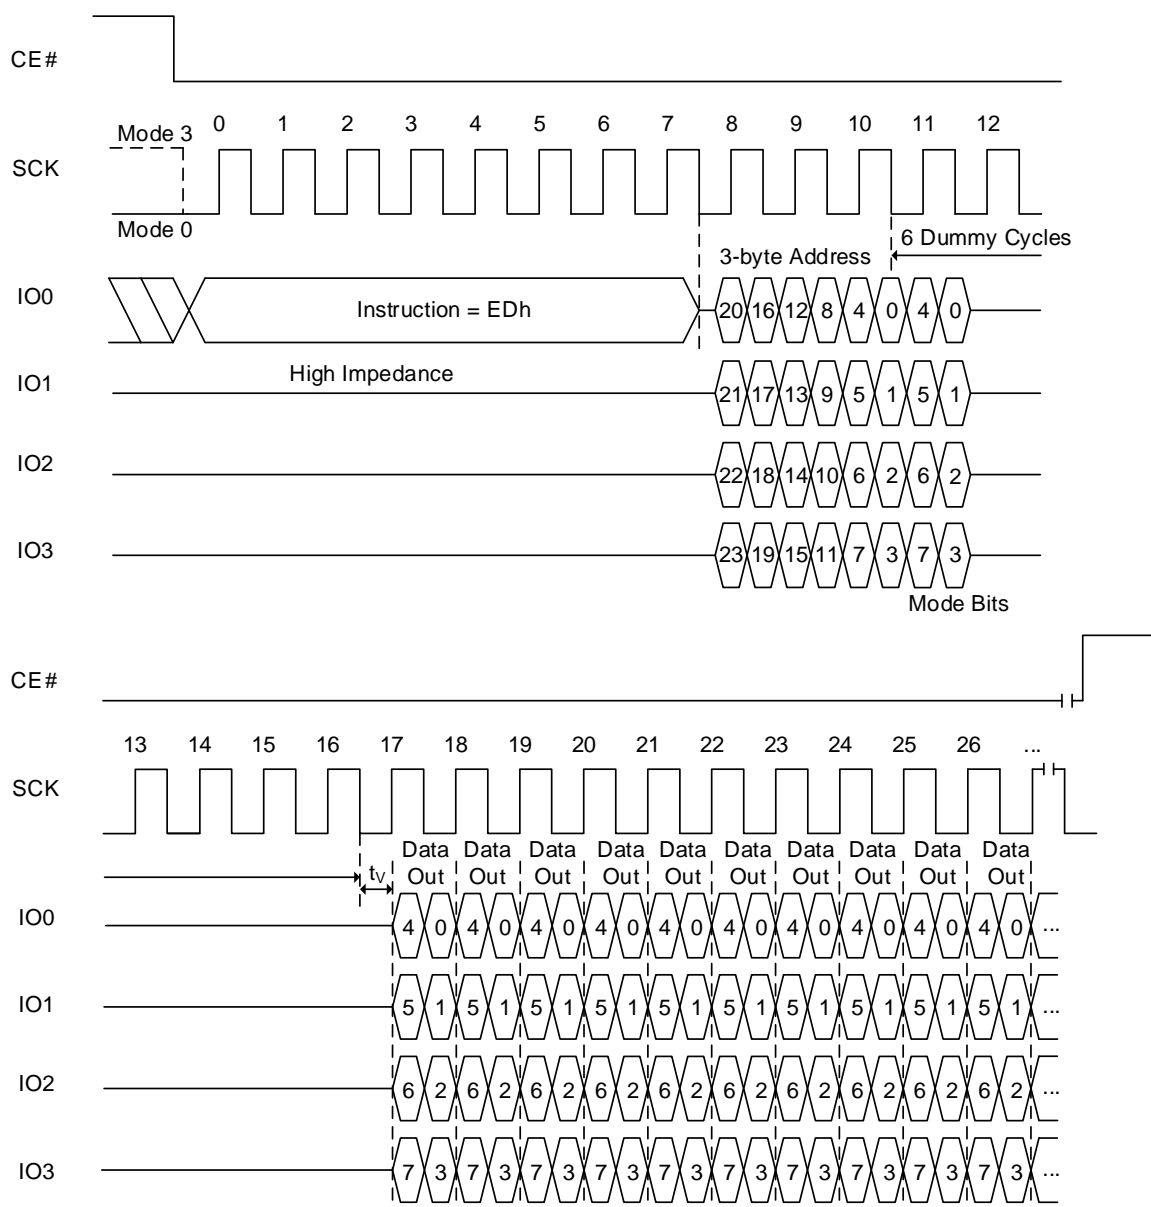 CE#
0 1 2 3 4 5 6 7 8 9 10 11 12
Mode 3
SCK
Mode 0
6 Dummy Cycles
3-byte Address
IO0
Instruction = EDh
20 16 12 8 4 0 4 0
High Impedance
IO1
21 17 13 9 5 1 5 1
IO2
22 18 14 10 6 2 6 2
IO3
23 19 15 11 7 3 7 3
Mode Bits
CE#
13 14 15 16 17 18 19 20 21 22 23 24 25 26 ...
SCK
Data Data Data Data Data Data Data Data Data Data
tV Out Out Out Out Out Out Out Out Out Out
IO0
4 0 4 0 4 0 4 0 4 0 4 0 4 0 4 0 4 0 4 0 ...
IO1
5 1 5 1 5 1 5 1 5 1 5 1 5 1 5 1 5 1 5 1 ...
IO2
6 2 6 2 6 2 6 2 6 2 6 2 6 2 6 2 6 2 6 2 ...
IO3
7 3 7 3 7 3 7 3 7 3 7 3 7 3 7 3 7 3 7 3 ...